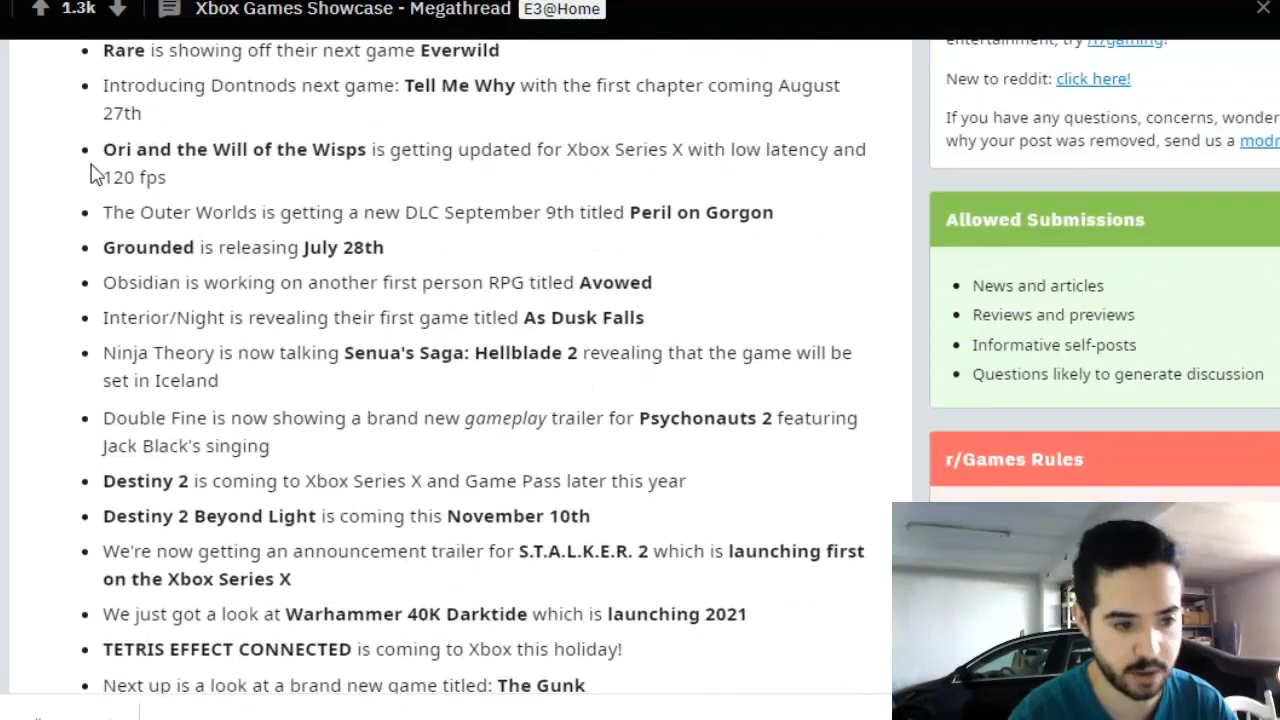 1.3k Xbox Games Showcase - Megathread E3@Home
Rare is showing off their next game Everwild
Introducing Dontnods next game: Tell Me Why with the first chapter coming August
27th
Ori and the Will of the Wisps is getting updated for Xbox Series X with low latency and
120 fps
The Outer Worlds is getting a new DLC September 9th titled Peril on Gorgon
Grounded is releasing July 28th
Obsidian is working on another first person RPG titled Avowed
Interior/Night is revealing their first game titled As Dusk Falls
Ninja Theory is now talking Senua's Saga: Hellblade 2 revealing that the game will be
set in Iceland
Double Fine is now showing a brand new gameplay trailer for Psychonauts 2 featuring
Jack Black's singing
Destiny 2 is coming to Xbox Series X and Game Pass later this year
Destiny 2 Beyond Light is coming this November 10th
We're now getting an announcement trailer for S.T.A.L.K.E.R. 2 which is launching first
on the Xbox Series X
We just got a look at Warhammer 40K Darktide which is launching 2021
TETRIS EFFECT CONNECTED is coming to Xbox this holiday!
Next up is a look at a brand new game titled: The Gunk
entertainment, try /r/gaming!
New to reddit: click here!
If you have any questions, concerns, wonder
why your post was removed, send us a modm
Allowed Submissions
News and articles
Reviews and previews
Informative self-posts
Questions likely to generate discussion
r/Games Rules